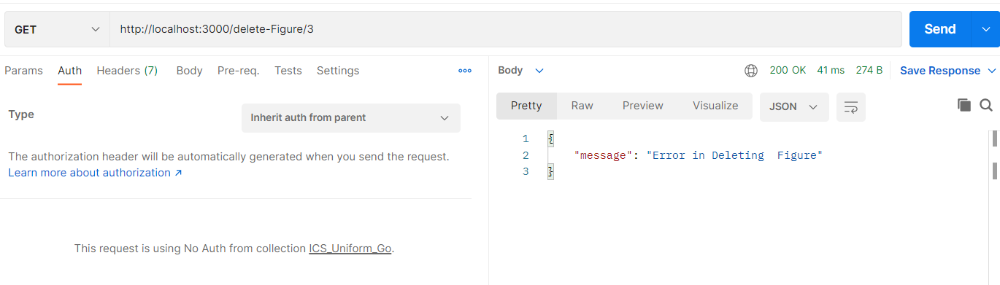 GET http://localhost:3000/delete-Figure/3 Send
Params Auth Headers (7) Body Pre-req. Tests Settings
Body 200 OK 41 ms 274 B Save Response
Pretty Raw Preview Visualize JSON
Type Inherit auth from parent
The authorization header will be automatically generated when you send the request.
Learn more about authorization ↗
This request is using No Auth from collection ICS_Uniform_Go.
1 {
2 "message": "Error in Deleting  Figure"
3 }